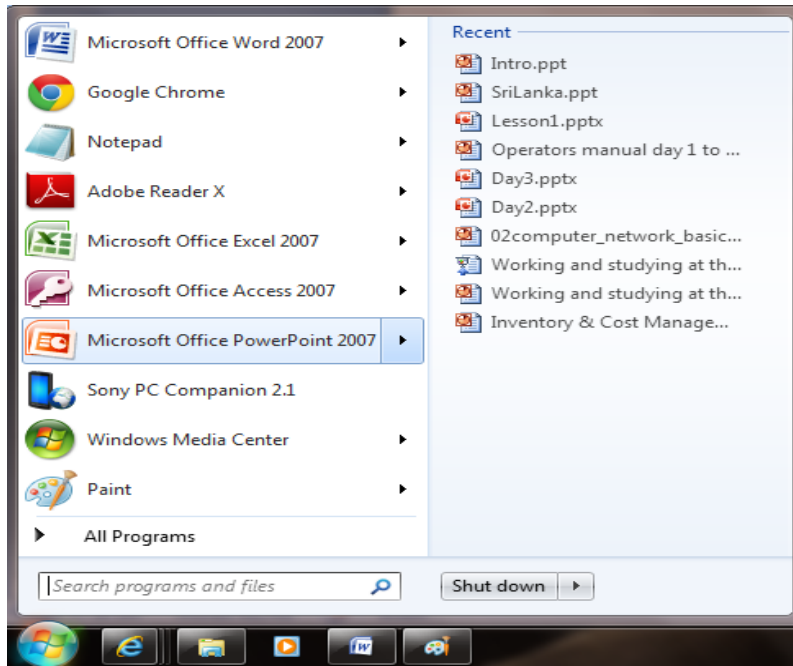 Microsoft Office Word 2007
Google Chrome
Notepad
Adobe Reader X
Microsoft Office Excel 2007
Microsoft Office Access 2007
Microsoft Office PowerPoint 2007
Sony PC Companion 2.1
Windows Media Center
Paint
All Programs
Search programs and files
Recent
Intro.ppt
SriLanka.ppt
Lesson1.pptx
Operators manual day 1 to ...
Day3.pptx
Day2.pptx
02computer_network_basic...
Working and studying at th...
Working and studying at th...
Inventory & Cost Manage...
Shut down